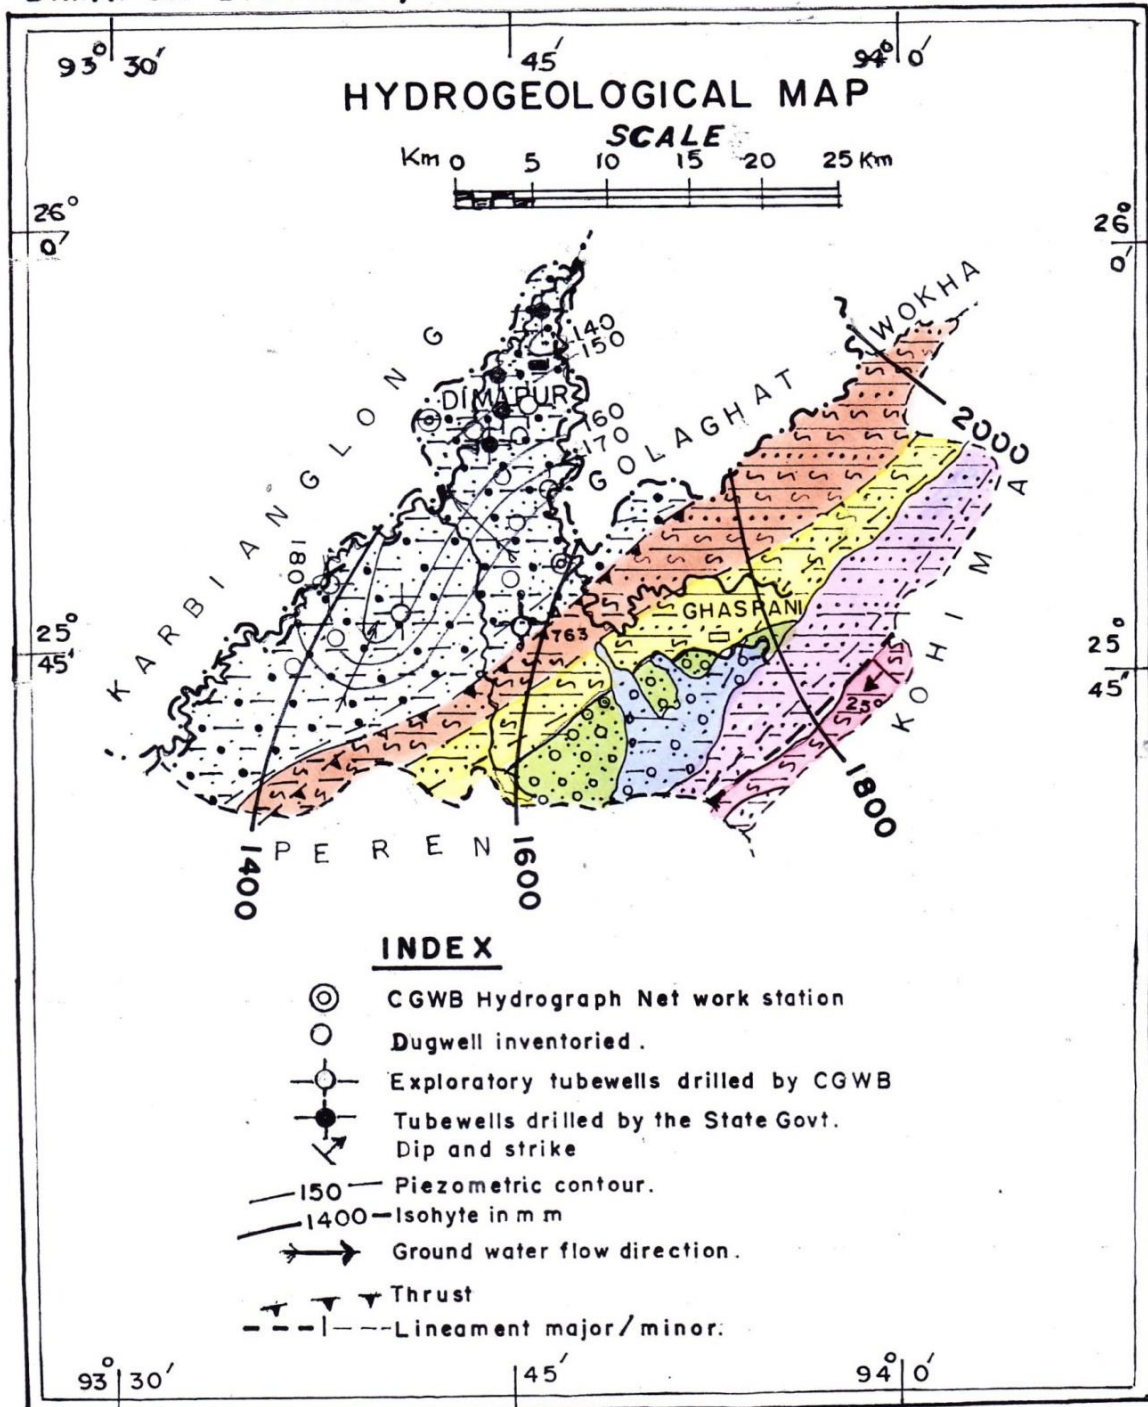 93° 30′ 45′ 94° 0′
HYDROGEOLOGICAL MAP
SCALE
Km 0 5 10 15 20 25 Km
26° 0′
26° 0′
WOKHA
140
150
DIMAPUR
KARBIANGLONG
160
170
GOLAGHAT
2000
180
GHASPANI
763
25° 45′
25° 45′
KOHIMA
25°
1800
PEREN
1400
1600
INDEX
CGWB Hydrograph Net work station
Dugwell inventoried.
Exploratory tubewells drilled by CGWB
Tubewells drilled by the State Govt.
Dip and strike
150 Piezometric contour.
1400 Isohyte in mm
Ground water flow direction.
Thrust
Lineament major/minor.
93° 30′ 45′ 94° 0′